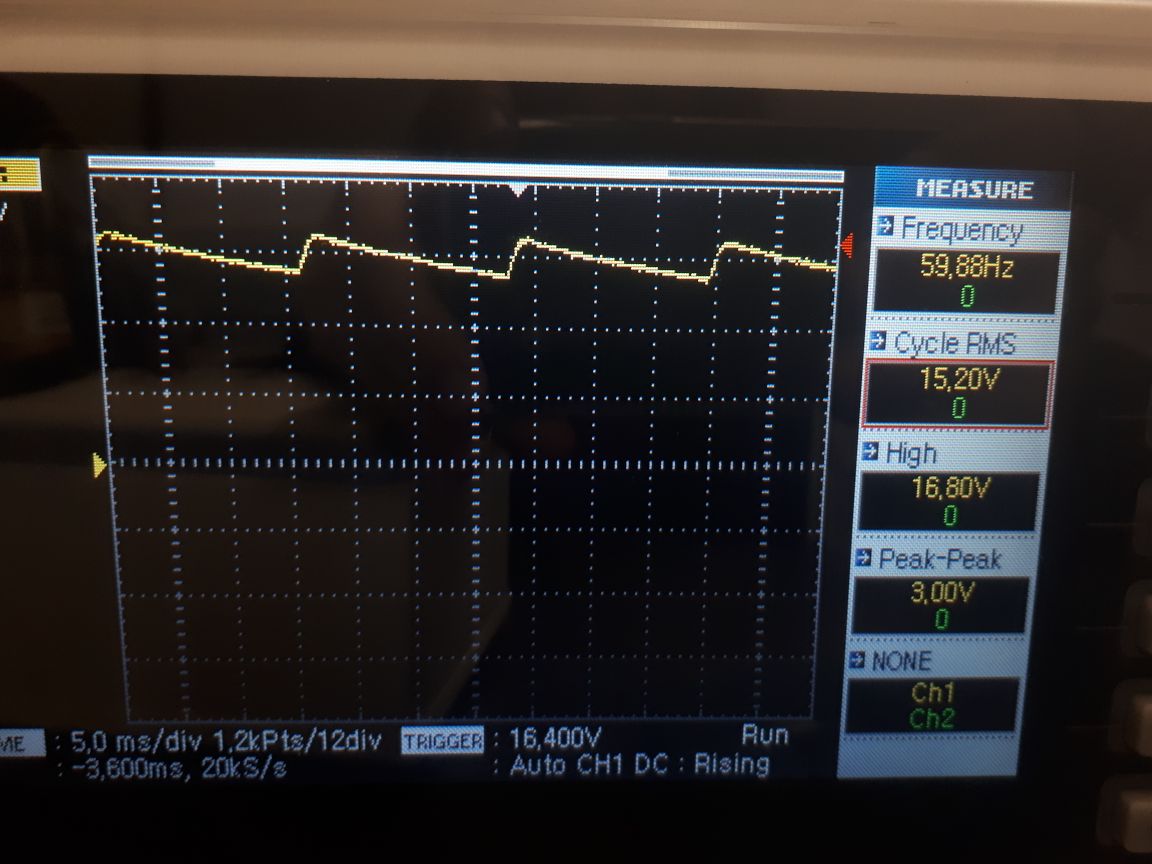 MEASURE
Frequency
59,88Hz
0
Cycle RMS
15,20V
0
High
16,80V
0
Peak-Peak
3,00V
0
NONE
Ch1
Ch2
: 5,0 ms/div 1,2kPts/12div
: -3,600ms, 20kS/s
TRIGGER : 16,400V
Run
: Auto CH1 DC : Rising